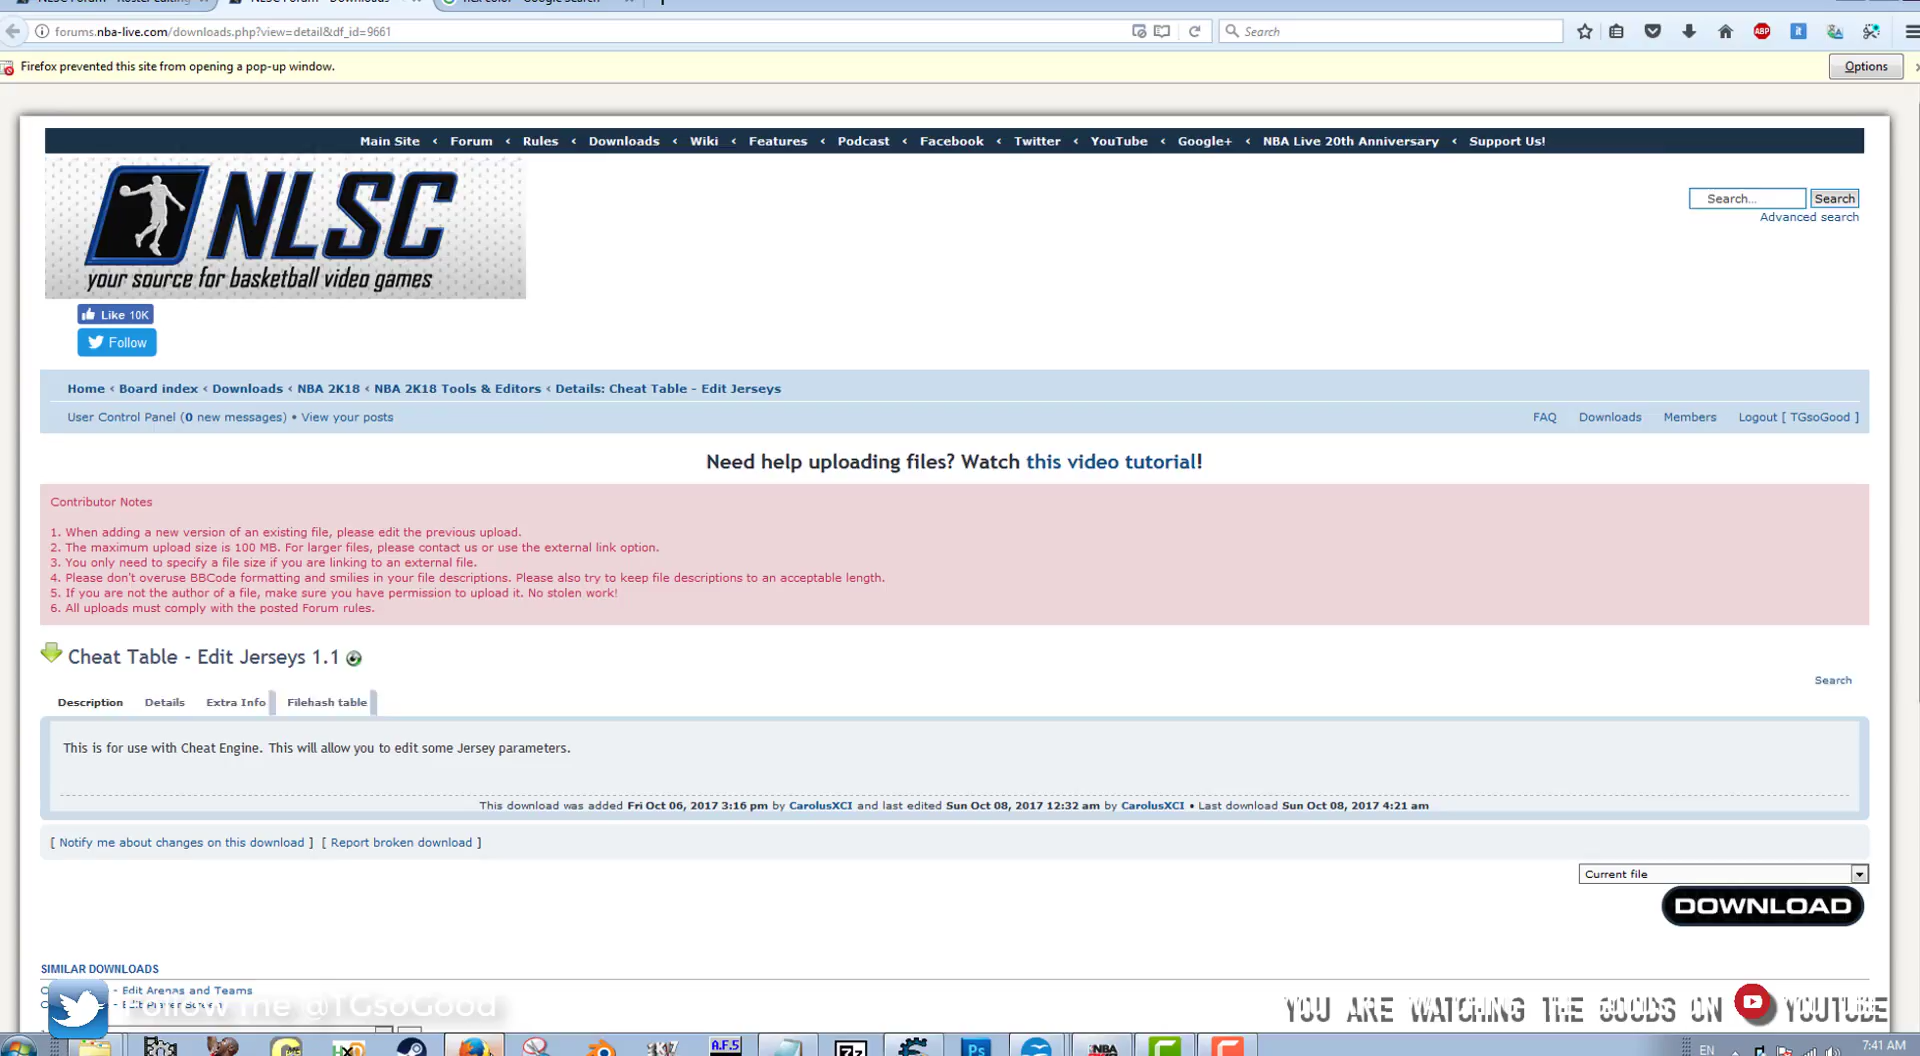 forums.nba-live.com/downloads.php?view=detail&df_id=9661
Search
Firefox prevented this site from opening a pop-up window.
Options
Main Site ‹ Forum ‹ Rules ‹ Downloads ‹ Wiki ‹ Features ‹ Podcast ‹ Facebook ‹ Twitter ‹ YouTube ‹ Google+ ‹ NBA Live 20th Anniversary ‹ Support Us!
NLSC
your source for basketball video games
Search... Search
Advanced search
Like 10K
Follow
Home ‹ Board index ‹ Downloads ‹ NBA 2K18 ‹ NBA 2K18 Tools & Editors ‹ Details: Cheat Table - Edit Jerseys
User Control Panel (0 new messages) • View your posts
FAQ Downloads Members Logout [ TGsoGood ]
Need help uploading files? Watch this video tutorial!
Contributor Notes
1. When adding a new version of an existing file, please edit the previous upload.
2. The maximum upload size is 100 MB. For larger files, please contact us or use the external link option.
3. You only need to specify a file size if you are linking to an external file.
4. Please don't overuse BBCode formatting and smilies in your file descriptions. Please also try to keep file descriptions to an acceptable length.
5. If you are not the author of a file, make sure you have permission to upload it. No stolen work!
6. All uploads must comply with the posted Forum rules.
Cheat Table - Edit Jerseys 1.1
Search
Description Details Extra Info Filehash table
This is for use with Cheat Engine. This will allow you to edit some Jersey parameters.
This download was added Fri Oct 06, 2017 3:16 pm by CarolusXCI and last edited Sun Oct 08, 2017 12:32 am by CarolusXCI • Last download Sun Oct 08, 2017 4:21 am
[ Notify me about changes on this download ] [ Report broken download ]
Current file
DOWNLOAD
SIMILAR DOWNLOADS
- Edit Arenas and Teams
Follow me @TGsoGood
YOU ARE WATCHING THE GOODS ON YOUTUBE
A.F.5
Ps
NBA
EN
7:41 AM